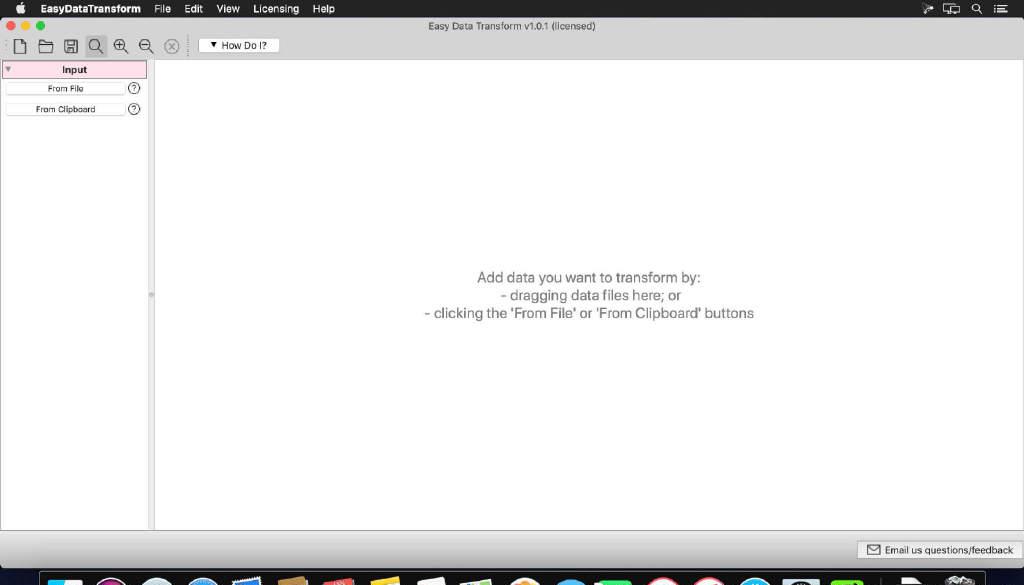 EasyDataTransform File Edit View Licensing Help
Easy Data Transform v1.0.1 (licensed)
▼ How Do I?
Input
From File ?
From Clipboard ?
Add data you want to transform by:
- dragging data files here; or
- clicking the 'From File' or 'From Clipboard' buttons
Email us questions/feedback